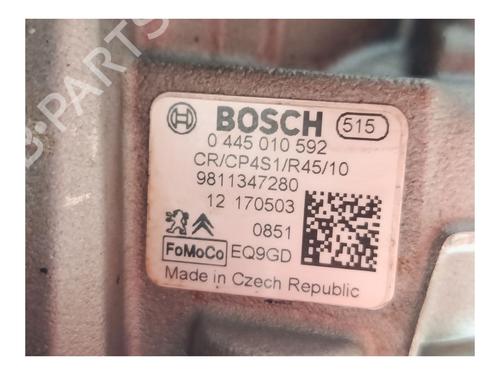 BOSCH 515
0 445 010 592
CR/CP4S1/R45/10
9811347280
12 170503
0851
FoMoCo EQ9GD
Made in Czech Republic
B-PARTS